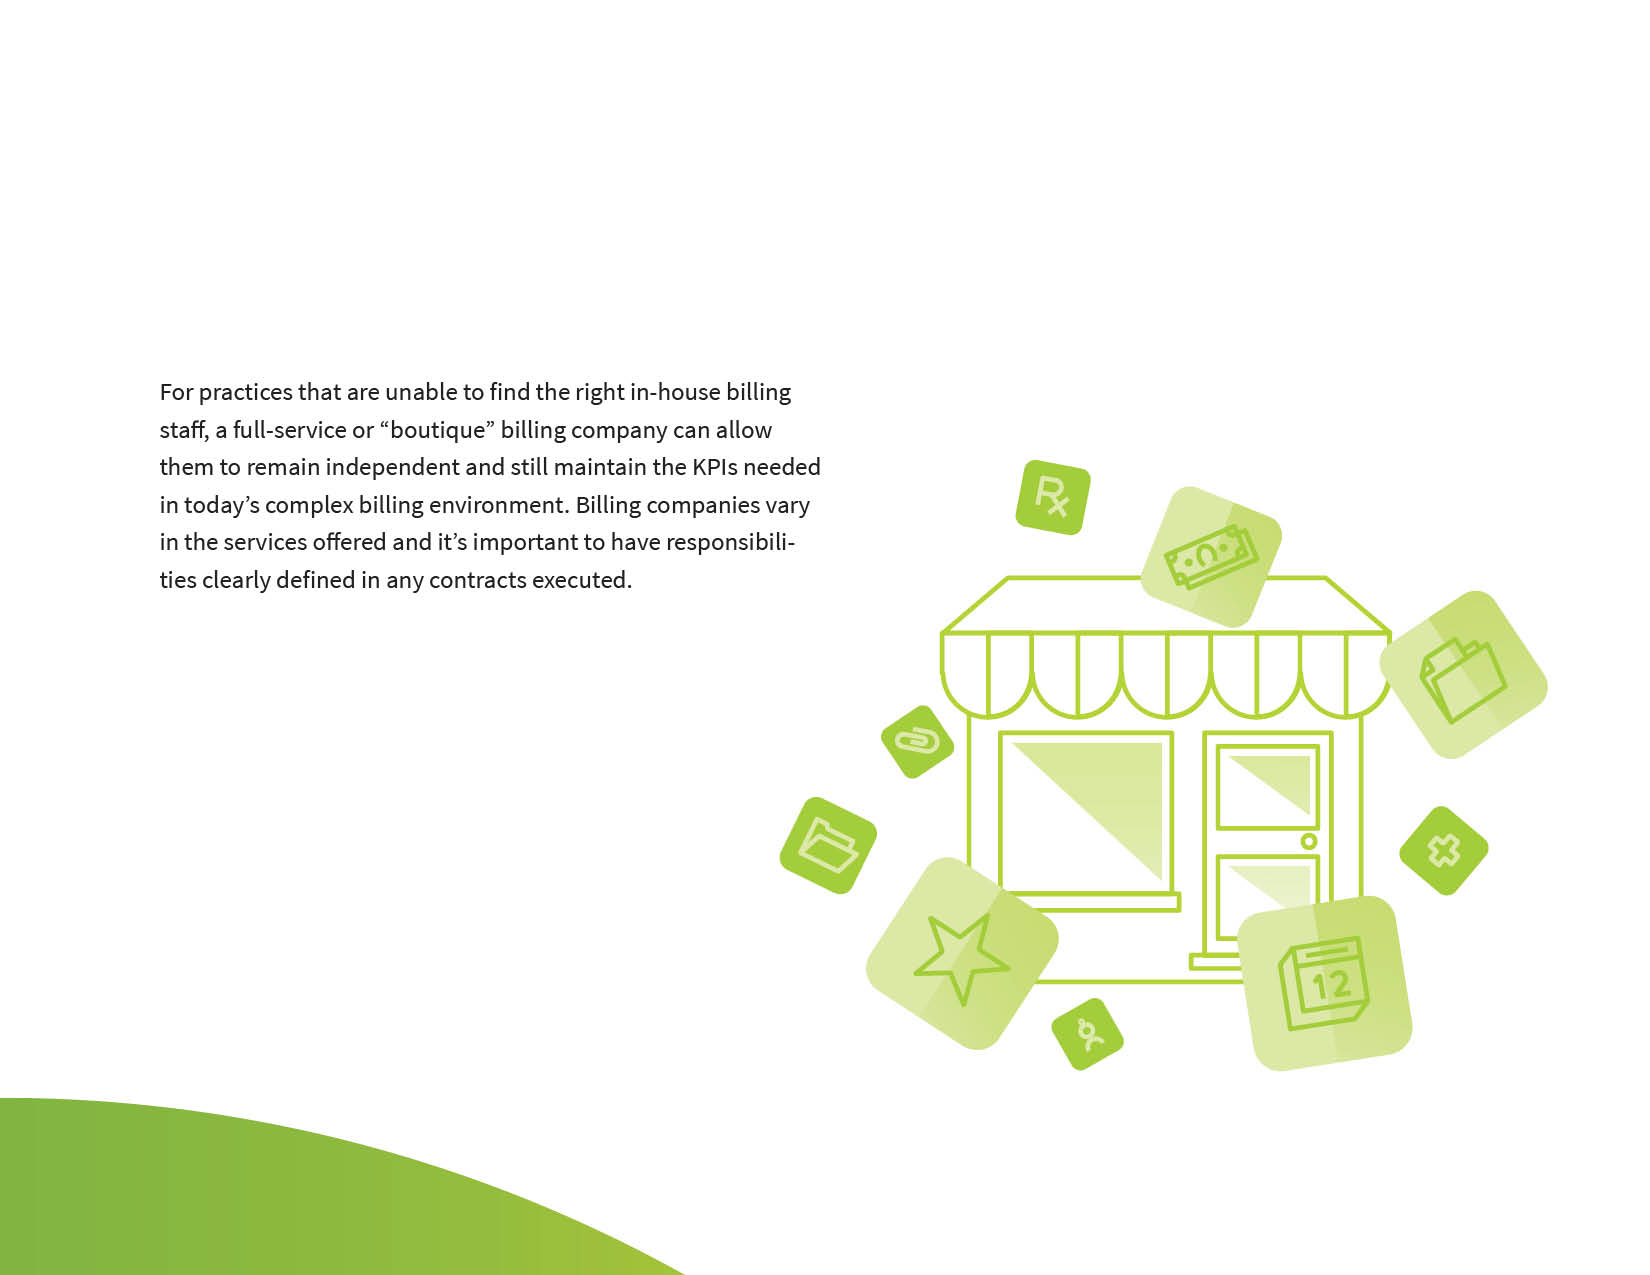 For practices that are unable to find the right in-house billing
staff, a full-service or “boutique” billing company can allow
them to remain independent and still maintain the KPIs needed
in today’s complex billing environment. Billing companies vary
in the services offered and it’s important to have responsibili-
ties clearly defined in any contracts executed.
Rx
12